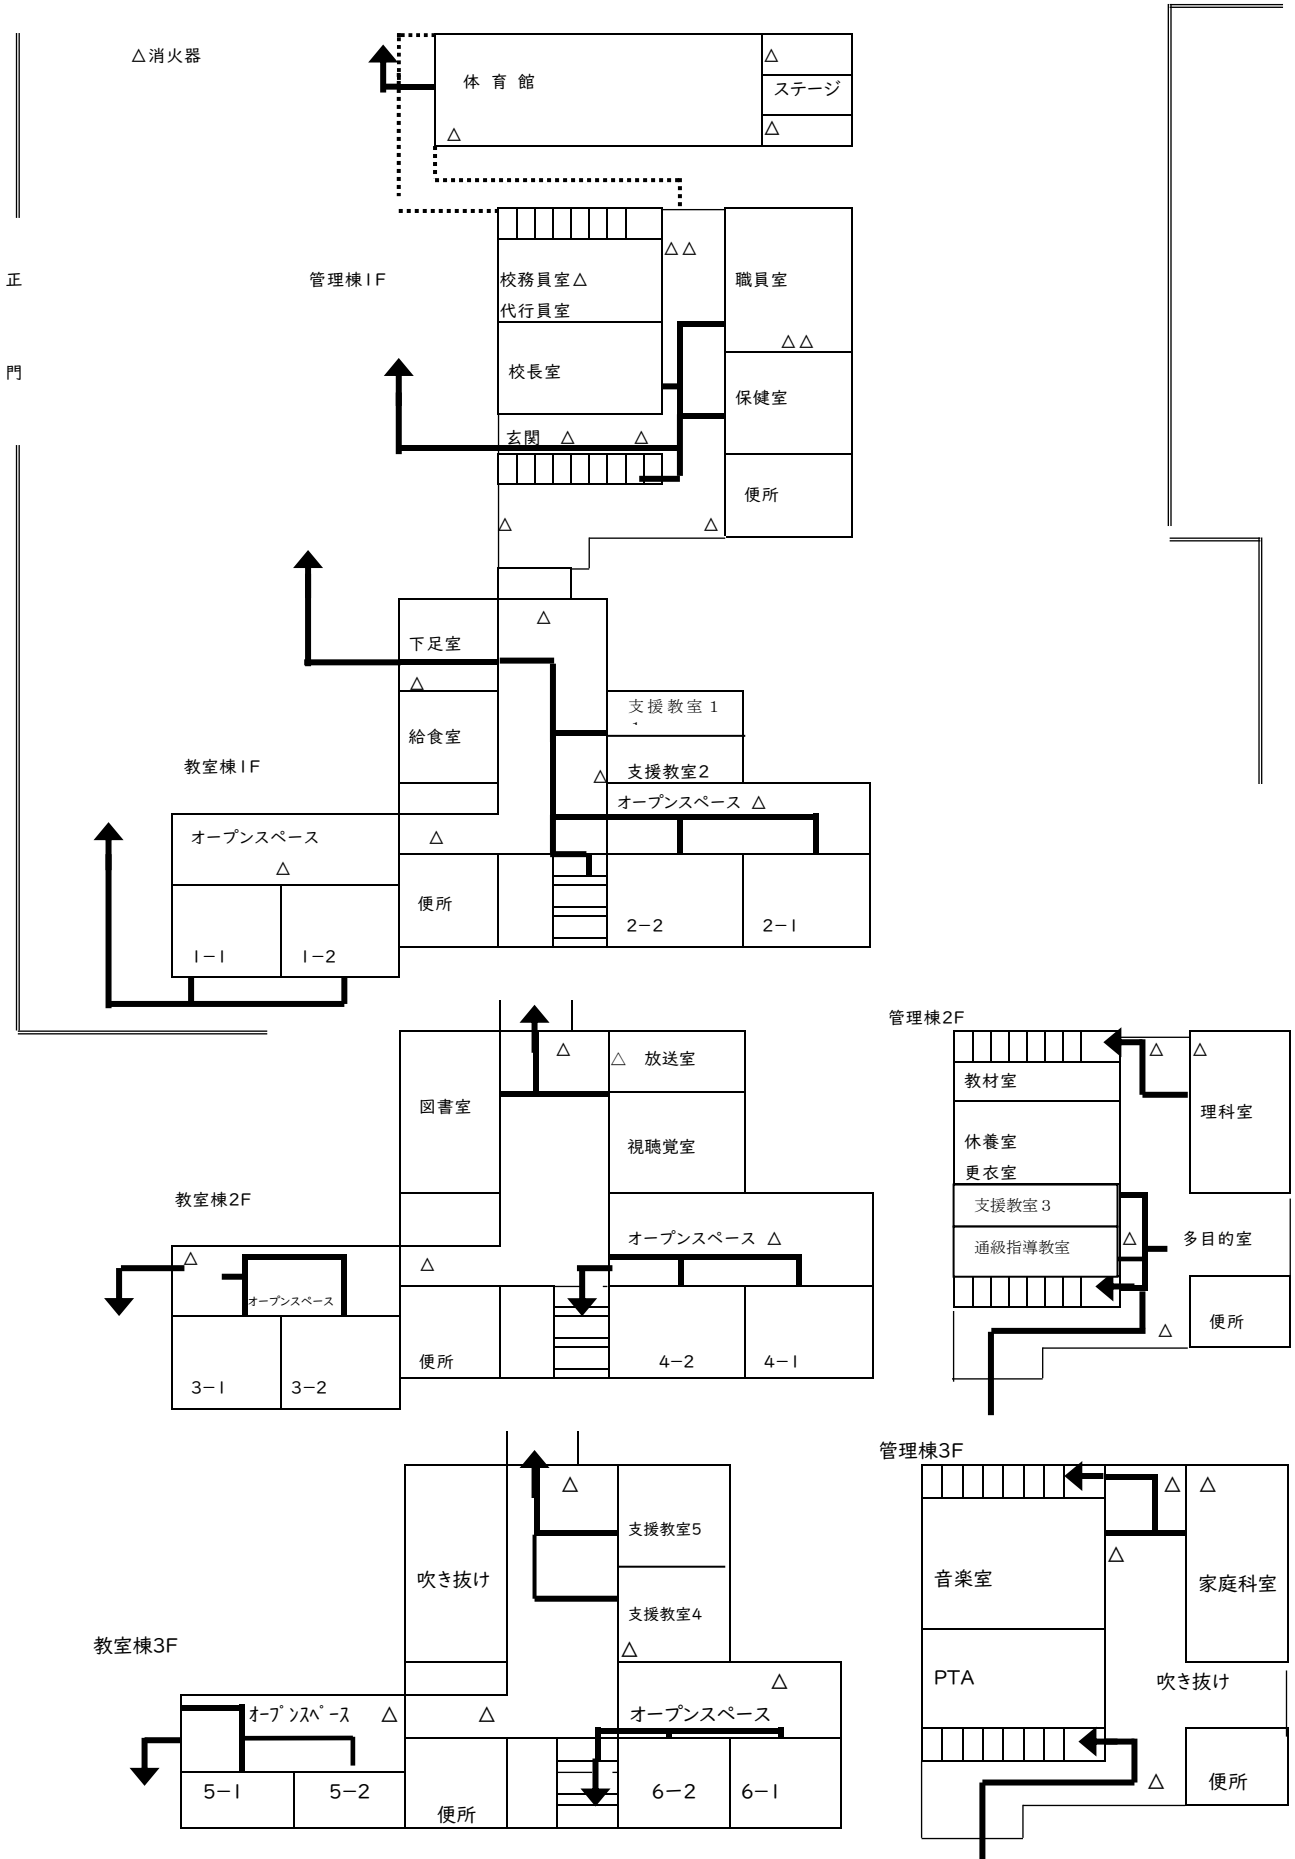 △消火器
体 育 館
△
ステージ
△
△
正
門
管理棟1F
△△
校務員室△
代行員室
職員室
△△
校長室
保健室
玄関 △ △
便所
△ △
△
下足室
△
支援教室1
給食室
教室棟1F
支援教室2
△
オープンスペース △
オープンスペース
△
△
便所
2-2
2-1
1-1
1-2
管理棟2F
△
△ 放送室
△ △
図書室
教材室
理科室
視聴覚室
休養室
更衣室
教室棟2F
支援教室3
オープンスペース △
△
△
通級指導教室
△
多目的室
オープンスペース
便所
△
便所
4-2
4-1
3-1
3-2
管理棟3F
△
△ △
支援教室5
△
吹き抜け
音楽室
家庭科室
支援教室4
△
教室棟3F
PTA
吹き抜け
△
オープンスペース △
△
オープンスペース
5-1
5-2
便所
6-2
6-1
△
便所